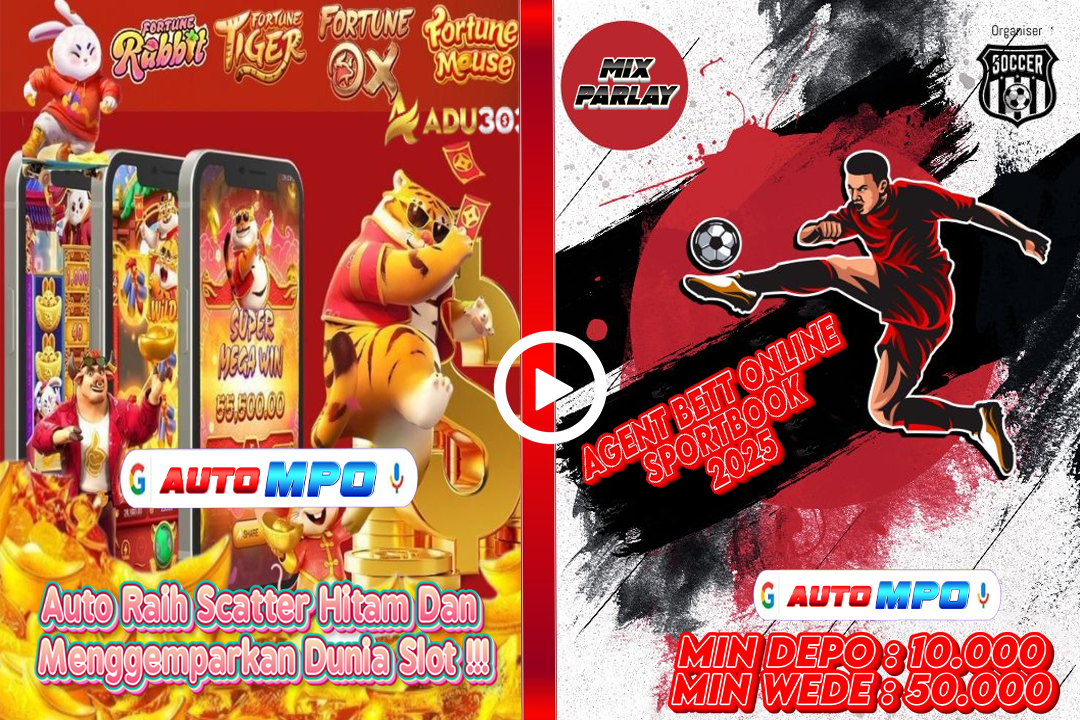 FORTUNE
Rabbit
FORTUNE
TIGER
FORTUNE
OX
Fortune
Mouse
ADU303
WILD
SUPER
MEGA WIN
55,500.00
SHARE
G AUTO MPO
Auto Raih Scatter Hitam Dan
Menggemparkan Dunia Slot !!!
MIX
PARLAY
Organiser
SOCCER
AGENT BETT ONLINE
SPORTBOOK
2025
G AUTO MPO
MIN DEPO : 10.000
MIN WEDE : 50.000